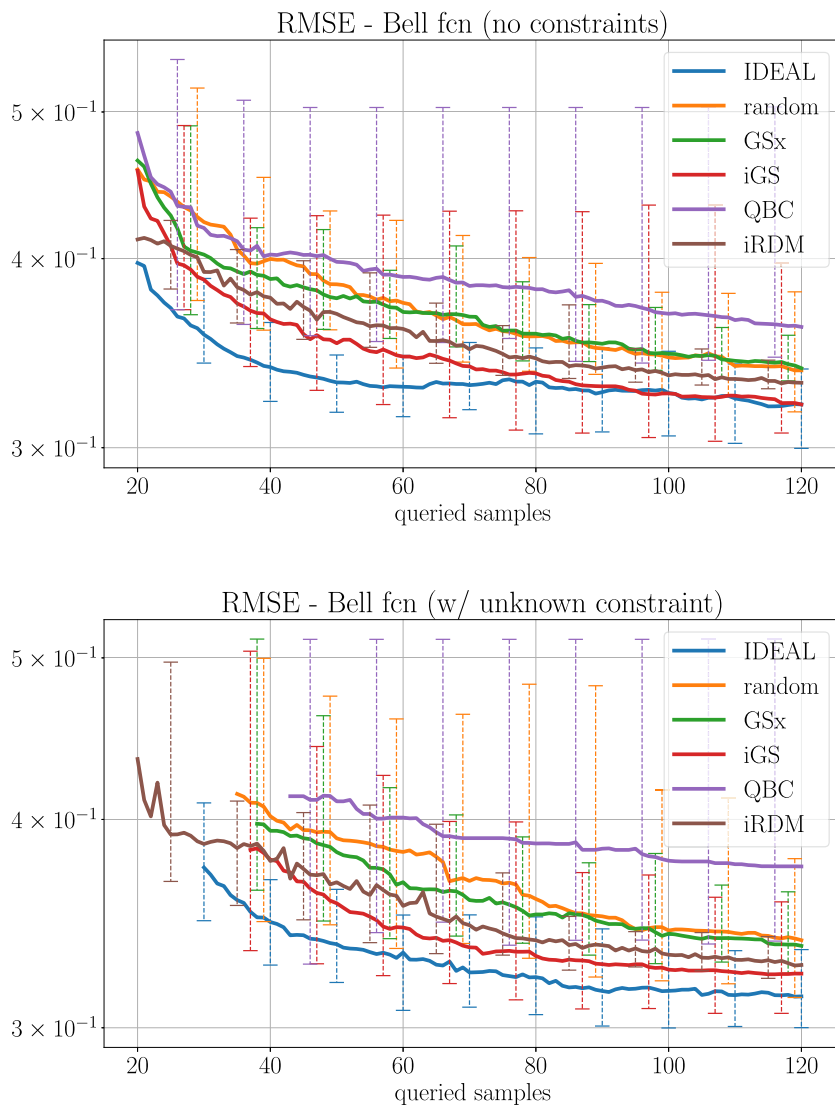 RMSE - Bell fcn (no constraints)
5 × 10⁻¹
4 × 10⁻¹
3 × 10⁻¹
IDEAL
random
GSx
iGS
QBC
iRDM
20 40 60 80 100 120
queried samples
RMSE - Bell fcn (w/ unknown constraint)
5 × 10⁻¹
4 × 10⁻¹
3 × 10⁻¹
IDEAL
random
GSx
iGS
QBC
iRDM
20 40 60 80 100 120
queried samples